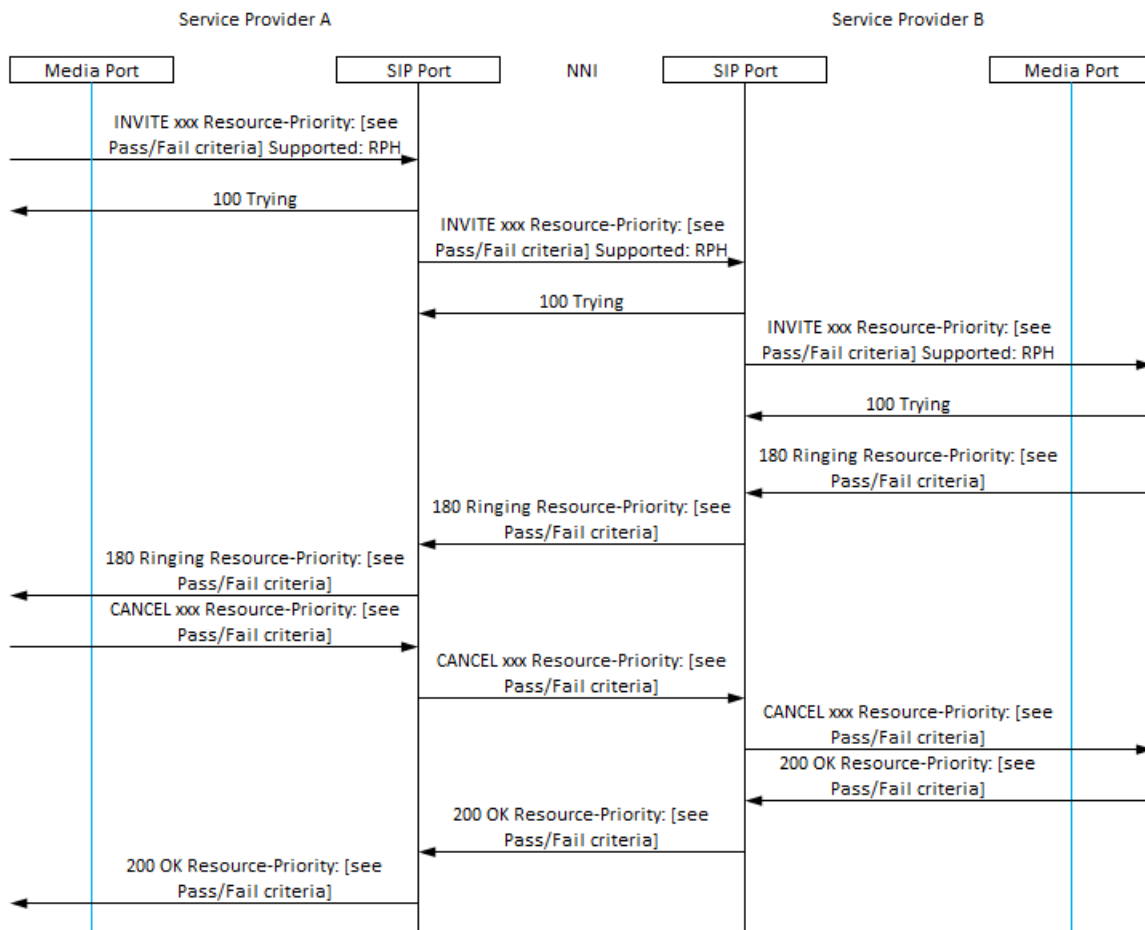 Service Provider A
Service Provider B
Media Port
SIP Port
NNI
SIP Port
Media Port
INVITE xxx Resource-Priority: [see
Pass/Fail criteria] Supported: RPH
100 Trying
INVITE xxx Resource-Priority: [see
Pass/Fail criteria] Supported: RPH
100 Trying
INVITE xxx Resource-Priority: [see
Pass/Fail criteria] Supported: RPH
100 Trying
180 Ringing Resource-Priority: [see
Pass/Fail criteria]
180 Ringing Resource-Priority: [see
Pass/Fail criteria]
180 Ringing Resource-Priority: [see
Pass/Fail criteria]
CANCEL xxx Resource-Priority: [see
Pass/Fail criteria]
CANCEL xxx Resource-Priority: [see
Pass/Fail criteria]
CANCEL xxx Resource-Priority: [see
Pass/Fail criteria]
200 OK Resource-Priority: [see
Pass/Fail criteria]
200 OK Resource-Priority: [see
Pass/Fail criteria]
200 OK Resource-Priority: [see
Pass/Fail criteria]